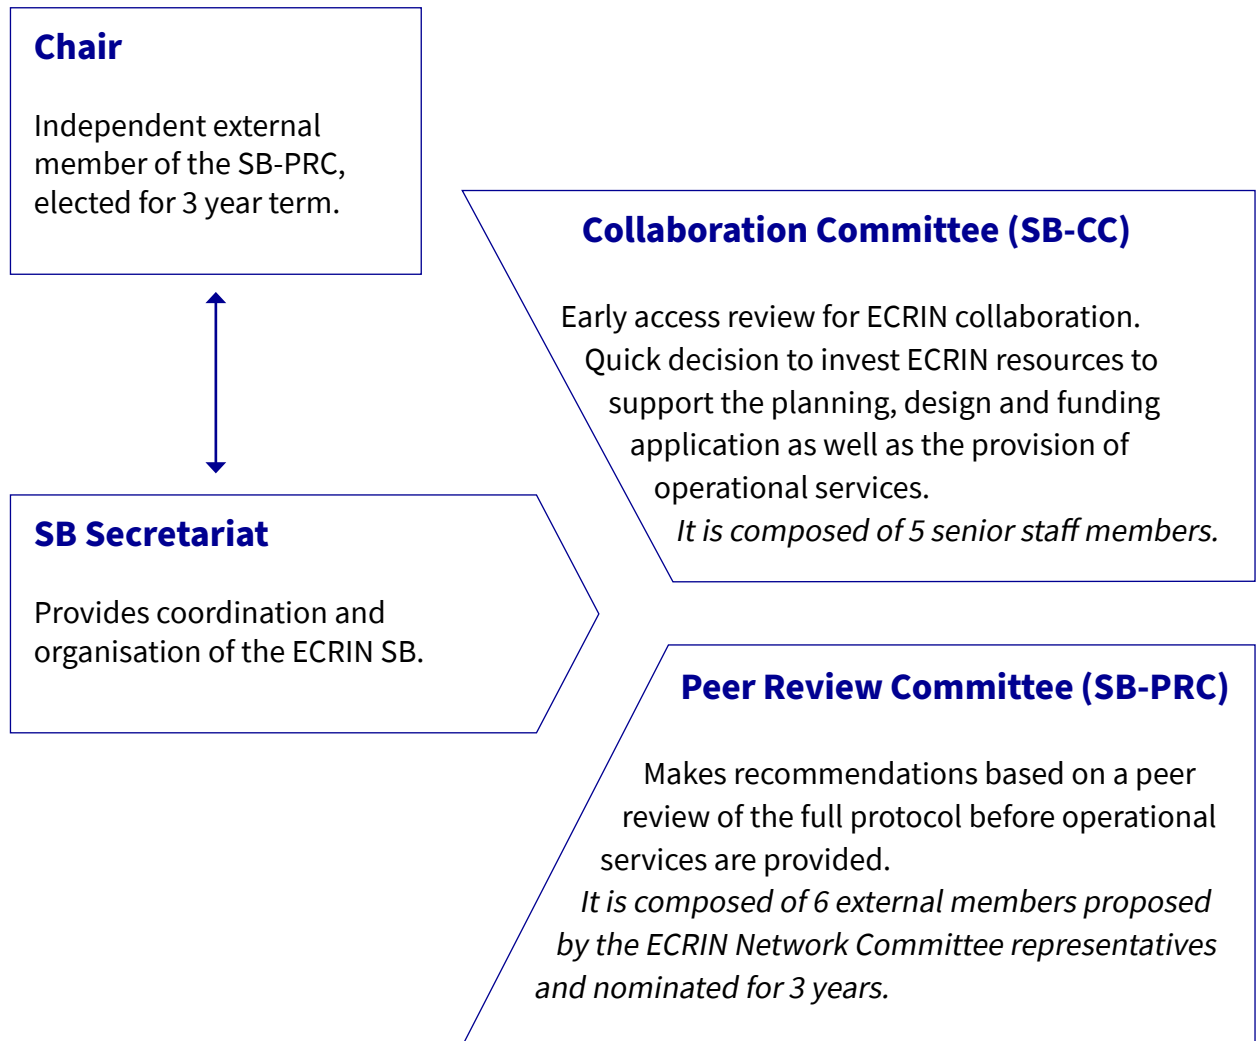 Chair
Independent external
member of the SB-PRC,
elected for 3 year term.
SB Secretariat
Provides coordination and
organisation of the ECRIN SB.
Collaboration Committee (SB-CC)
Early access review for ECRIN collaboration.
Quick decision to invest ECRIN resources to
support the planning, design and funding
application as well as the provision of
operational services.
It is composed of 5 senior staff members.
Peer Review Committee (SB-PRC)
Makes recommendations based on a peer
review of the full protocol before operational
services are provided.
It is composed of 6 external members proposed
by the ECRIN Network Committee representatives
and nominated for 3 years.